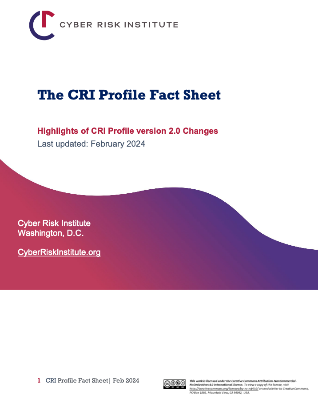 CYBER RISK INSTITUTE
The CRI Profile Fact Sheet
Highlights of CRI Profile version 2.0 Changes
Last updated: February 2024
Cyber Risk Institute
Washington, D.C.
CyberRiskInstitute.org
1 CRI Profile Fact Sheet| Feb 2024